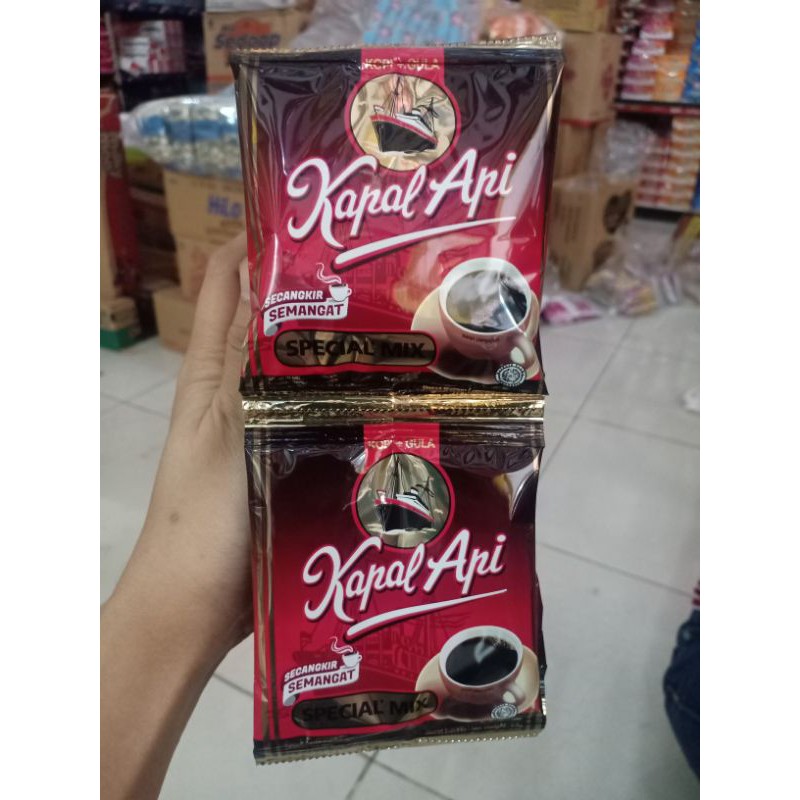 KOPI + GULA
Kapal Api
SECANGKIR
SEMANGAT
SPECIAL MIX
KOPI + GULA
Kapal Api
SECANGKIR
SEMANGAT
SPECIAL MIX